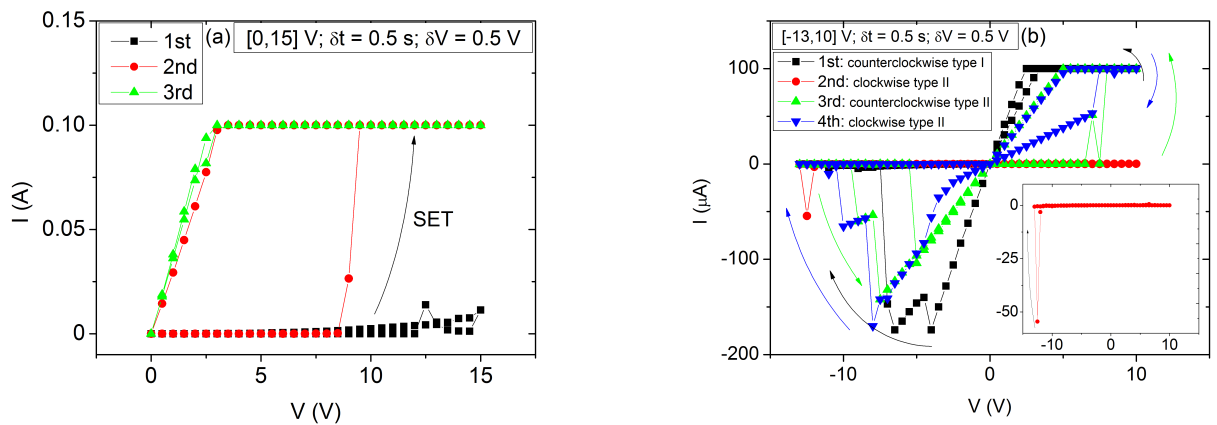 (a)
[0,15] V; δt = 0.5 s; δV = 0.5 V
1st
2nd
3rd
SET
0.15
0.10
0.05
0
I (A)
0
5
10
15
V (V)
[-13,10] V; δt = 0.5 s; δV = 0.5 V
(b)
1st: counterclockwise type I
2nd: clockwise type II
3rd: counterclockwise type II
4th: clockwise type II
100
0
-100
-200
I (μA)
-10
0
10
V (V)
0
-25
-50
-10
0
10